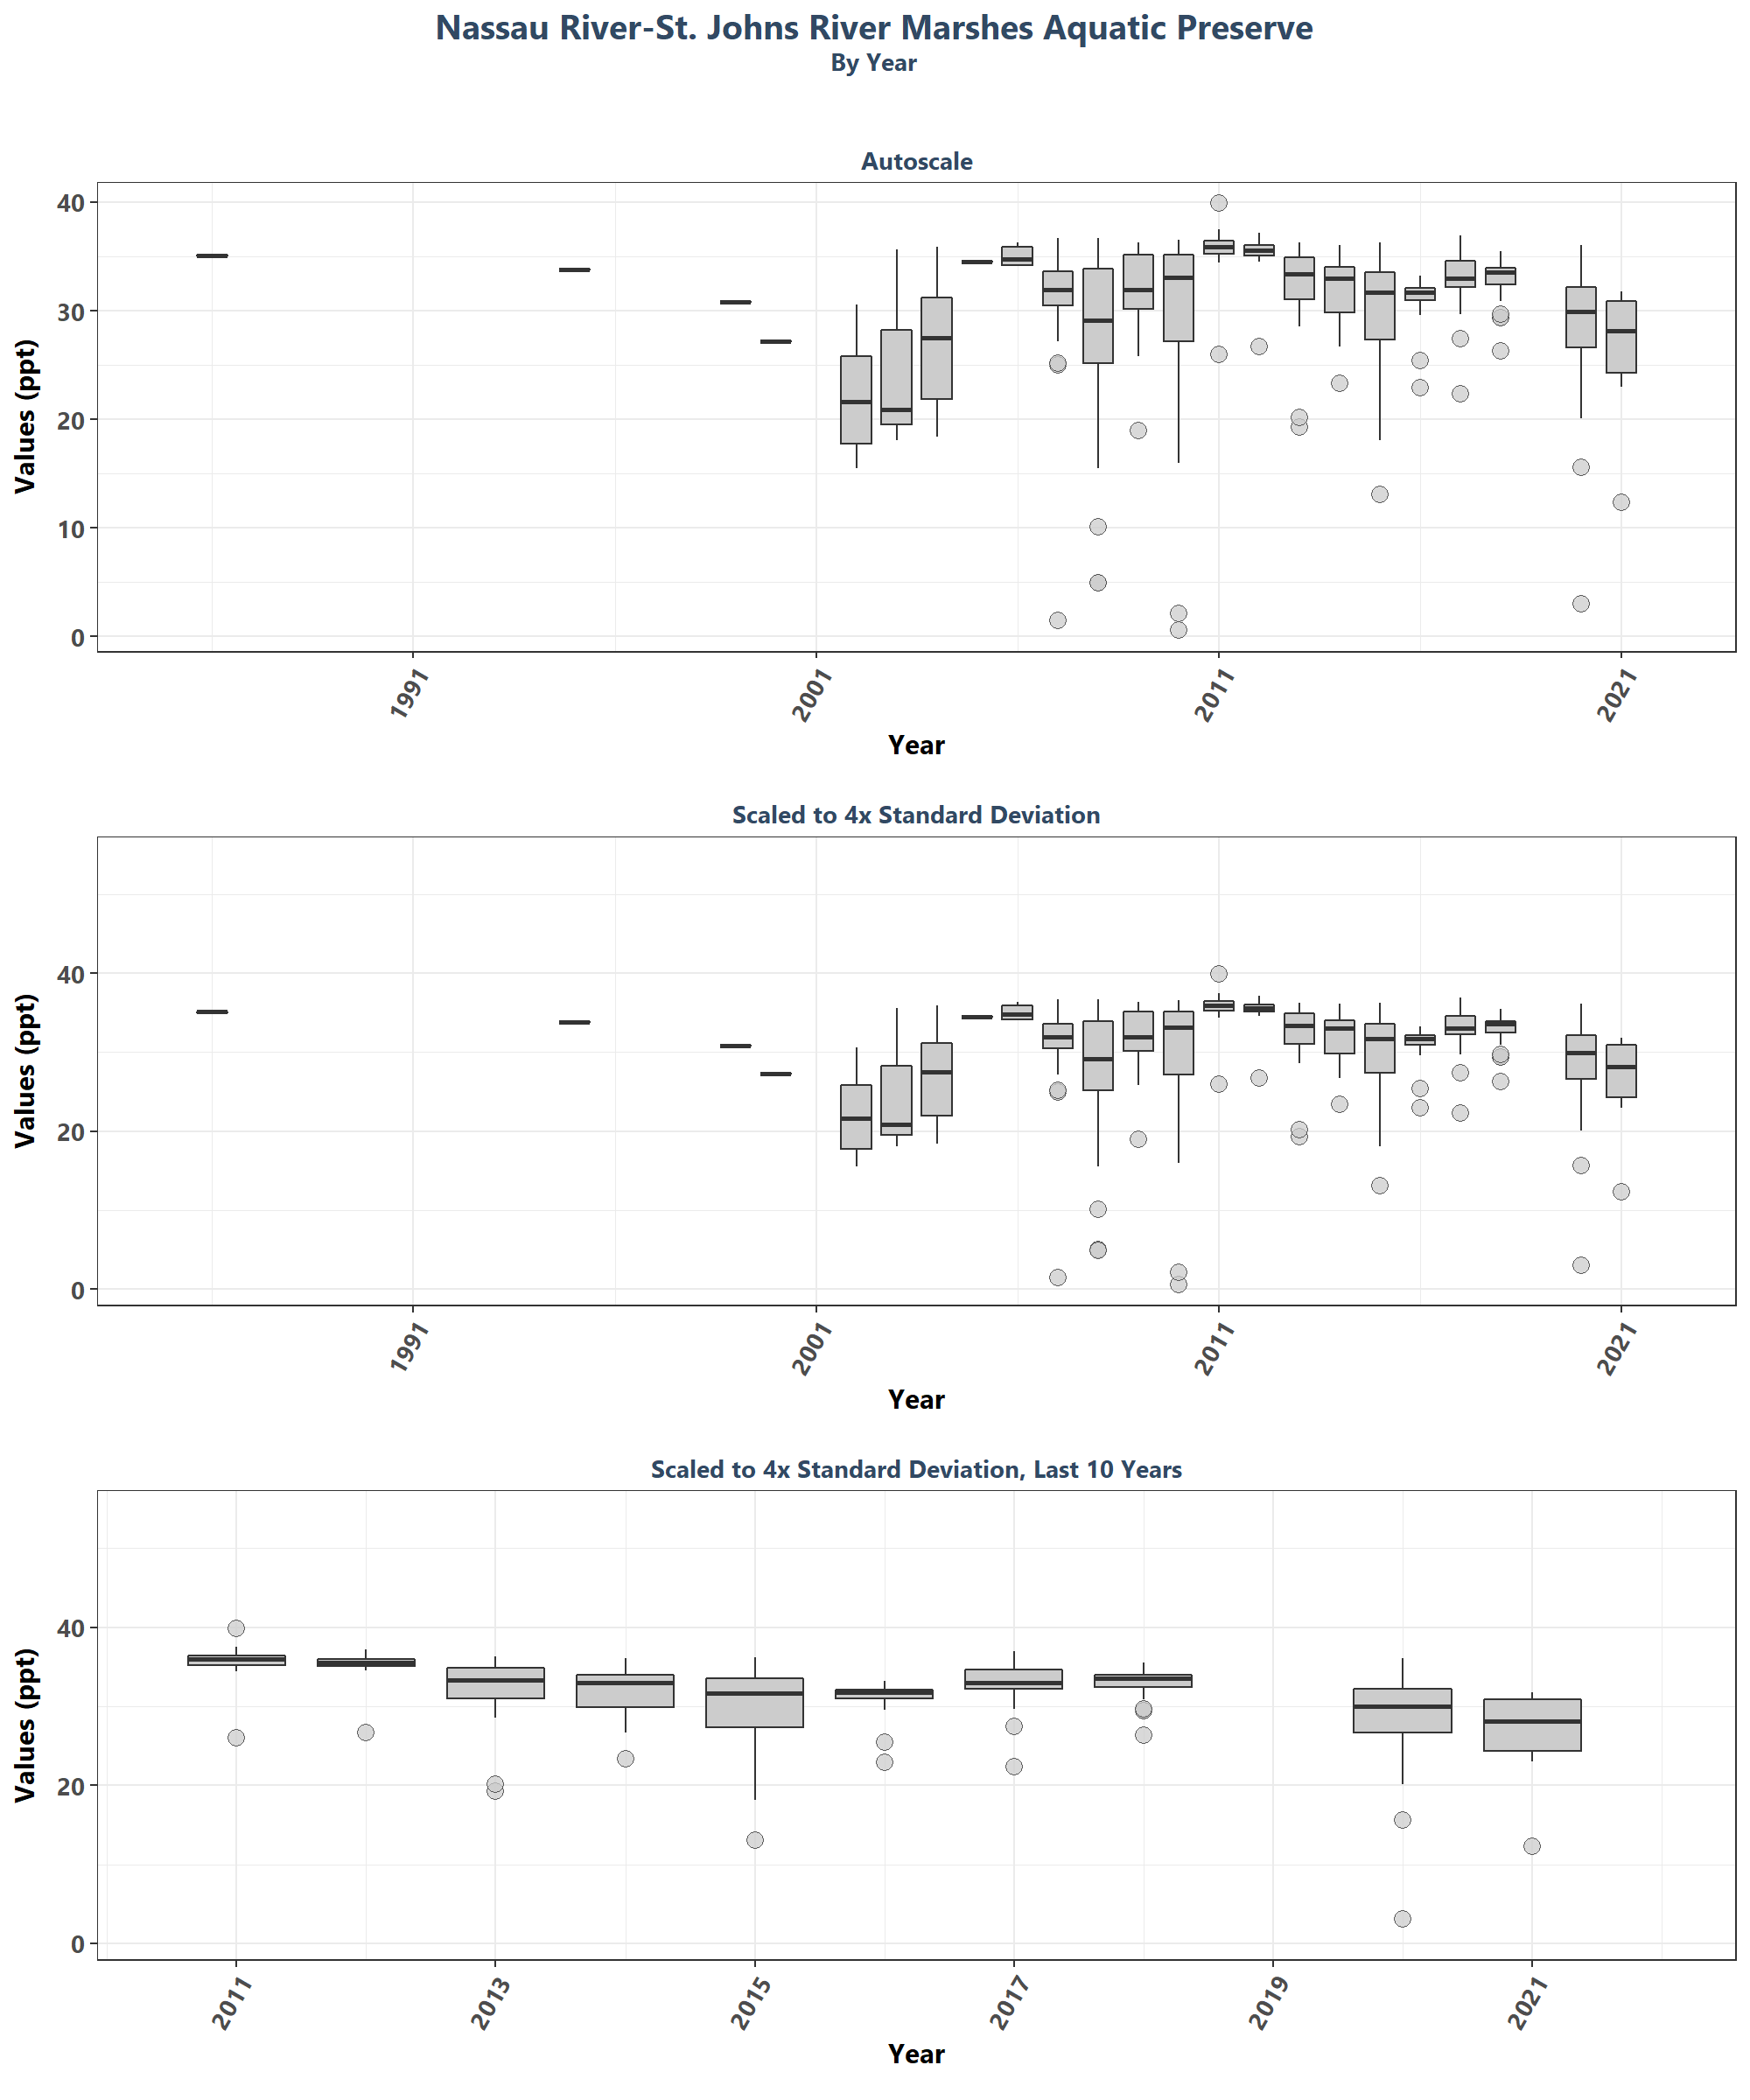 Nassau River-St. Johns River Marshes Aquatic Preserve
By Year
Autoscale
Values (ppt)
40
30
20
10
0
1991
2001
2011
2021
Year
Scaled to 4x Standard Deviation
Values (ppt)
40
20
0
1991
2001
2011
2021
Year
Scaled to 4x Standard Deviation, Last 10 Years
Values (ppt)
40
20
0
2011
2013
2015
2017
2019
2021
Year